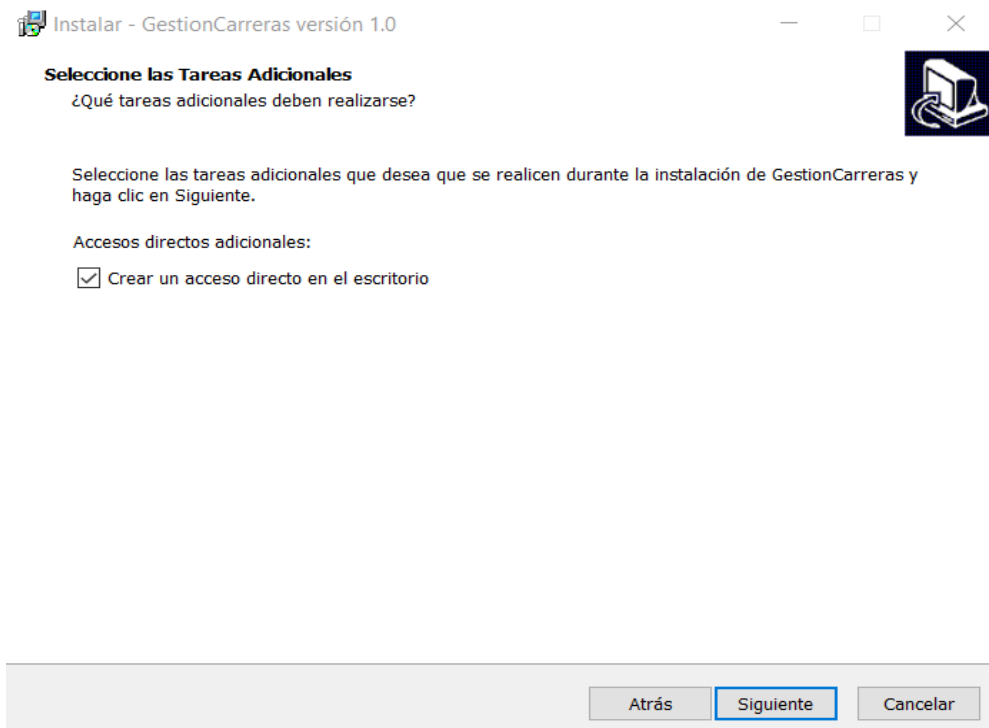 Instalar - GestionCarreras versión 1.0
Seleccione las Tareas Adicionales
¿Qué tareas adicionales deben realizarse?
Seleccione las tareas adicionales que desea que se realicen durante la instalación de GestionCarreras y
haga clic en Siguiente.
Accesos directos adicionales:
Crear un acceso directo en el escritorio
Atrás
Siguiente
Cancelar